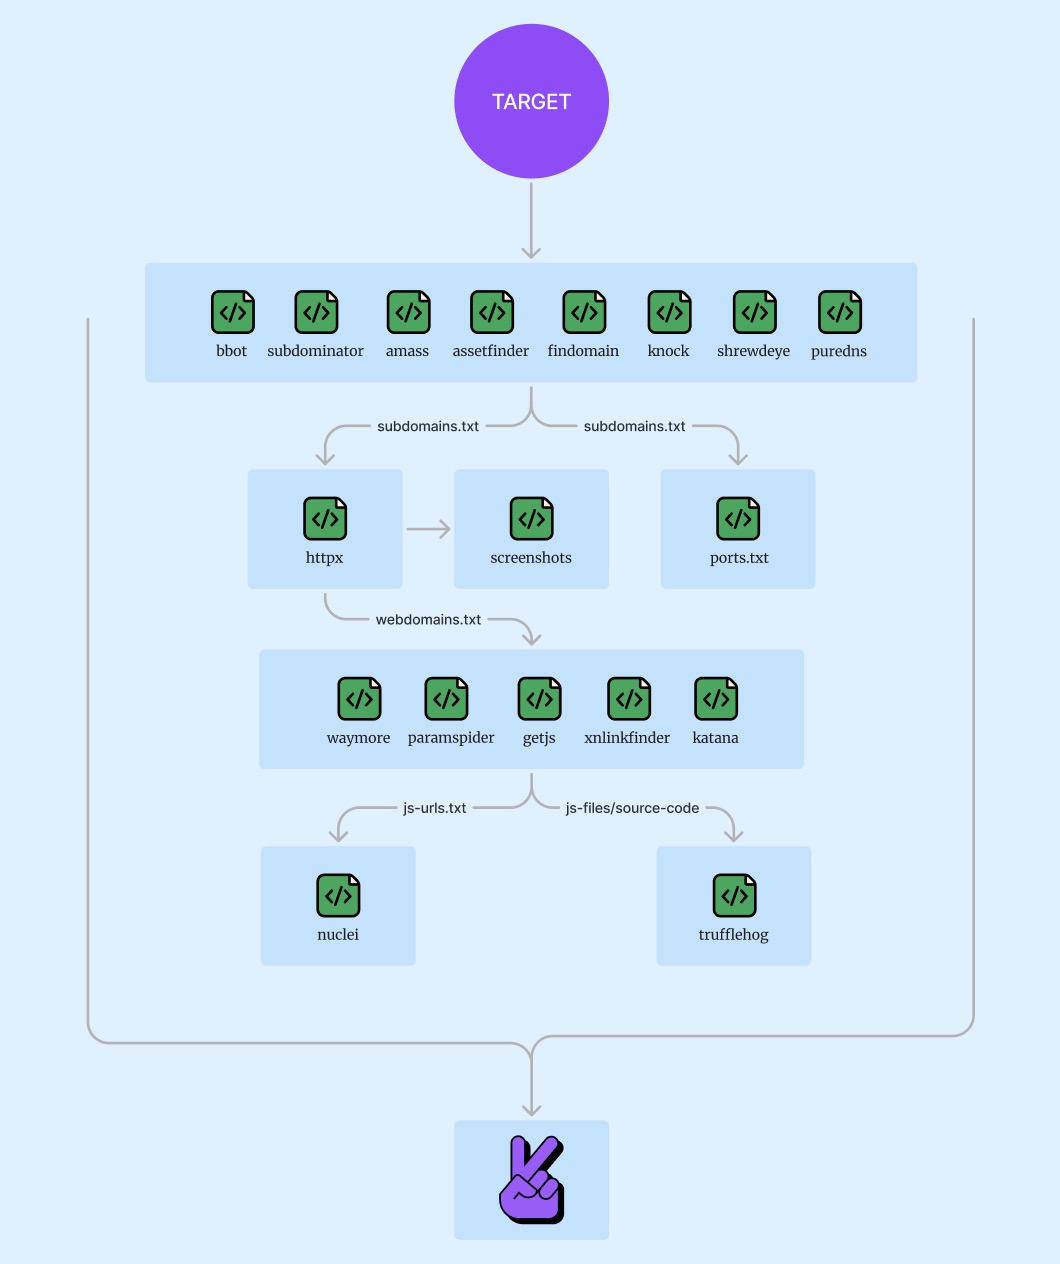 TARGET
bbot subdominator amass assetfinder findomain knock shrewdeye puredns
subdomains.txt subdomains.txt
httpx screenshots ports.txt
webdomains.txt
waymore paramspider getjs xnlinkfinder katana
js-urls.txt js-files/source-code
nuclei trufflehog